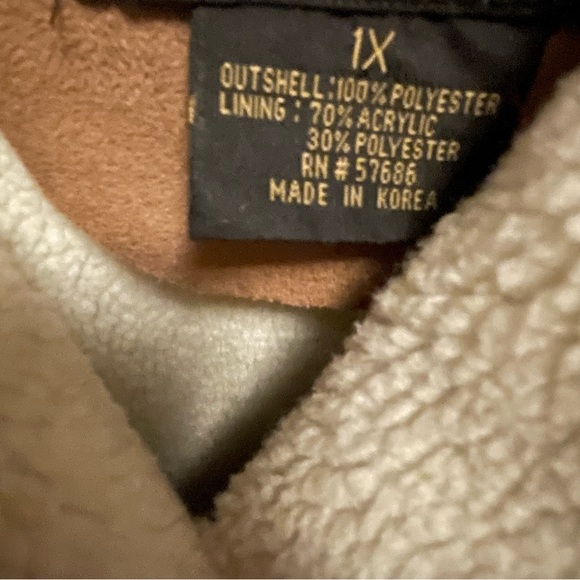 1X
OUTSHELL:100%POLYESTER
LINING : 70%ACRYLIC
30%POLYESTER
RN # 57686
MADE IN KOREA